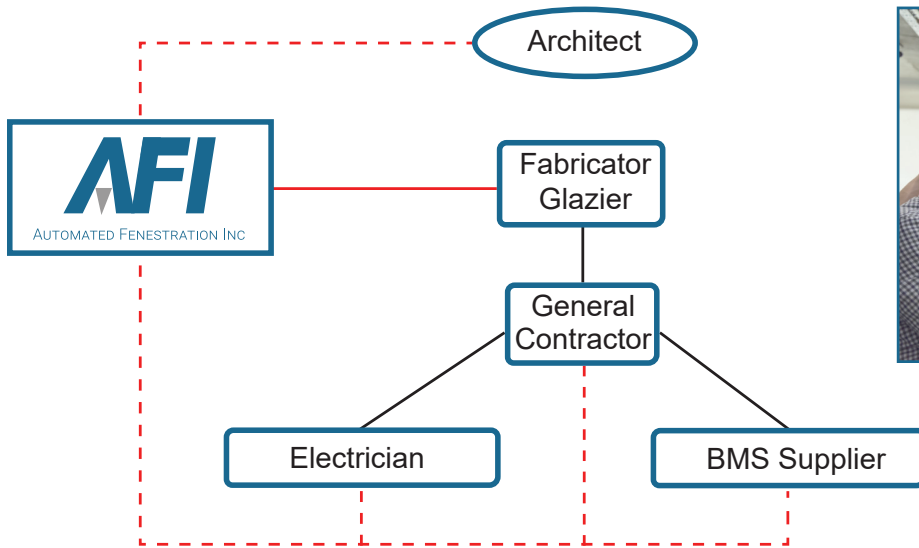 Architect
AFI
AUTOMATED FENESTRATION INC
Fabricator
Glazier
General
Contractor
Electrician
BMS Supplier